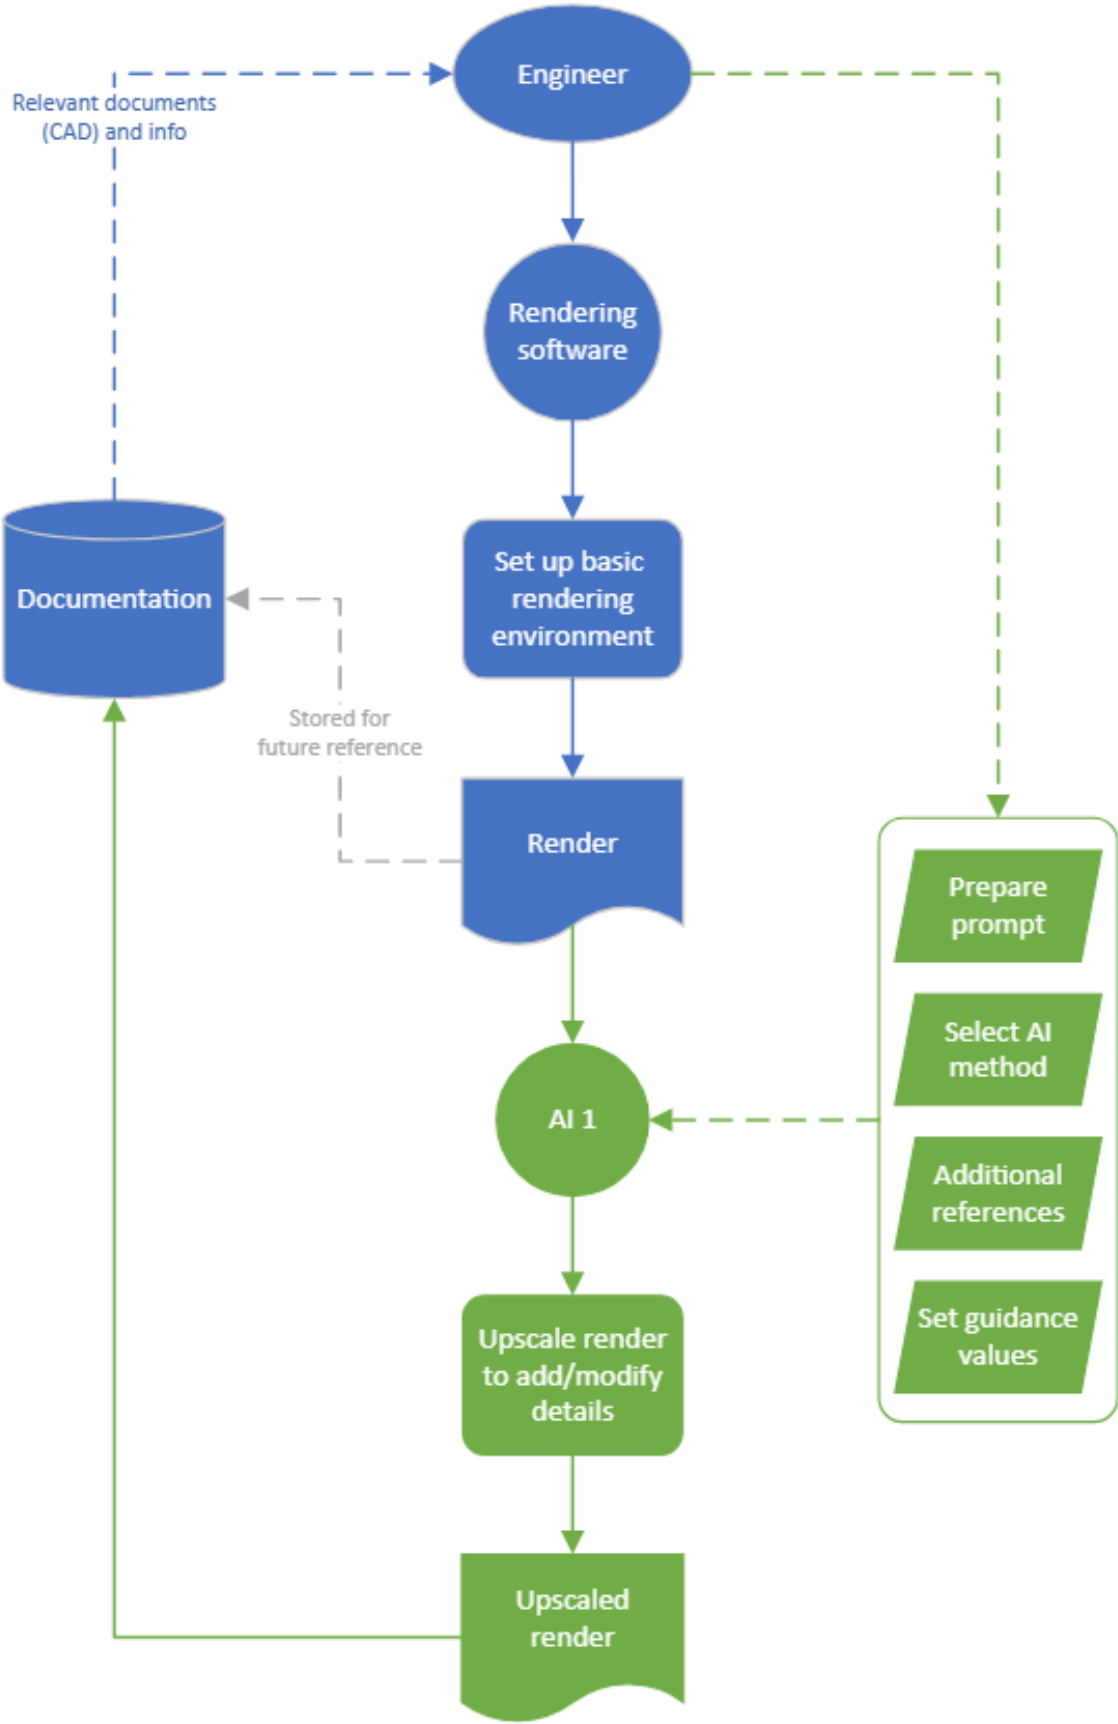 Engineer
Relevant documents
(CAD) and info
Rendering
software
Set up basic
rendering
environment
Documentation
Stored for
future reference
Render
Prepare
prompt
Select AI
method
AI 1
Additional
references
Set guidance
values
Upscale render
to add/modify
details
Upscaled
render